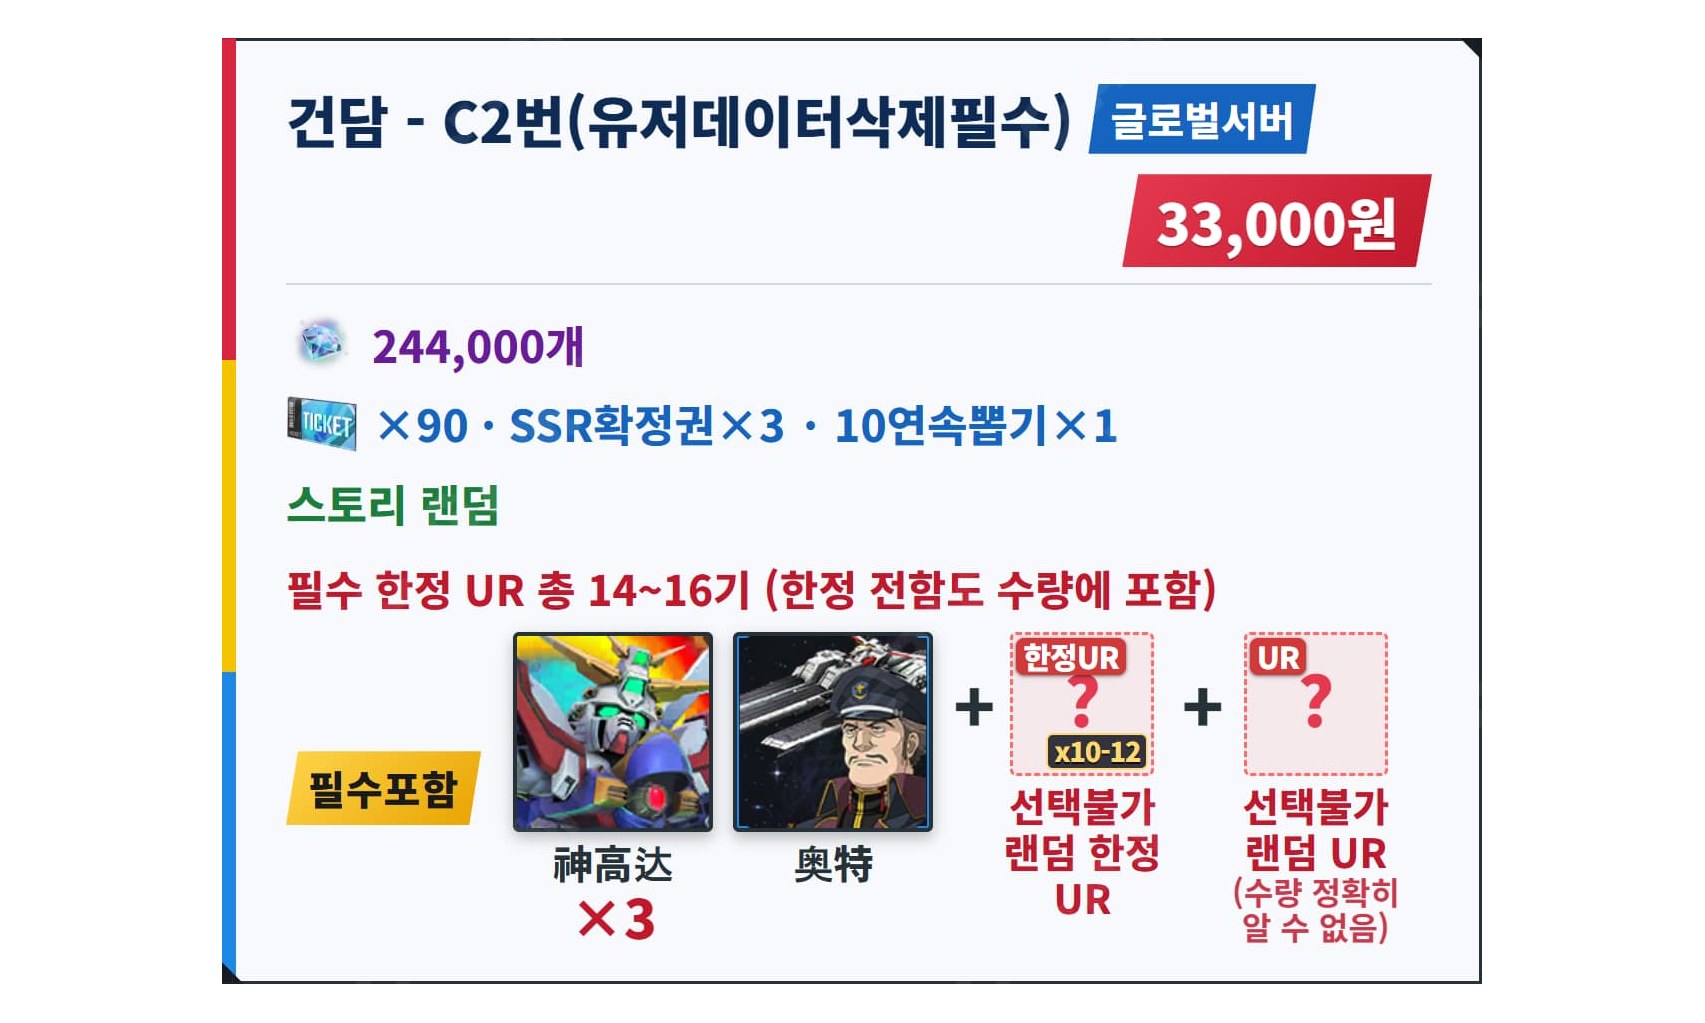 건담 - C2번(유저데이터삭제필수) 글로벌서버
33,000원
244,000개
TICKET ×90 · SSR확정권×3 · 10연속뽑기×1
스토리 랜덤
필수 한정 UR 총 14~16기 (한정 전함도 수량에 포함)
필수포함
神高达
×3
奥特
+
한정UR
?
x10-12
선택불가
랜덤 한정
UR
+
UR
?
선택불가
랜덤 UR
(수량 정확히
알 수 없음)